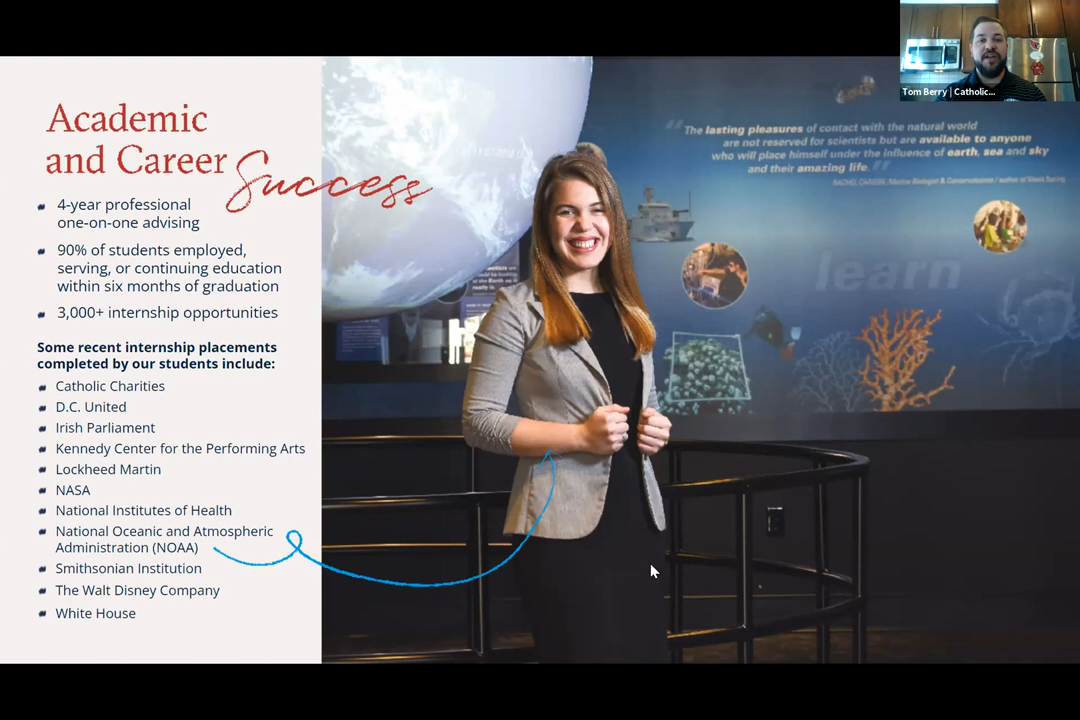 Academic
and Career
Success
4-year professional
one-on-one advising
90% of students employed,
serving, or continuing education
within six months of graduation
3,000+ internship opportunities
Some recent internship placements
completed by our students include:
Catholic Charities
D.C. United
Irish Parliament
Kennedy Center for the Performing Arts
Lockheed Martin
NASA
National Institutes of Health
National Oceanic and Atmospheric
Administration (NOAA)
Smithsonian Institution
The Walt Disney Company
White House
Tom Berry | Catholic...
"The lasting pleasures of contact with the natural world
are not reserved for scientists but are available to anyone
who will place himself under the influence of earth, sea and sky
and their amazing life."
learn